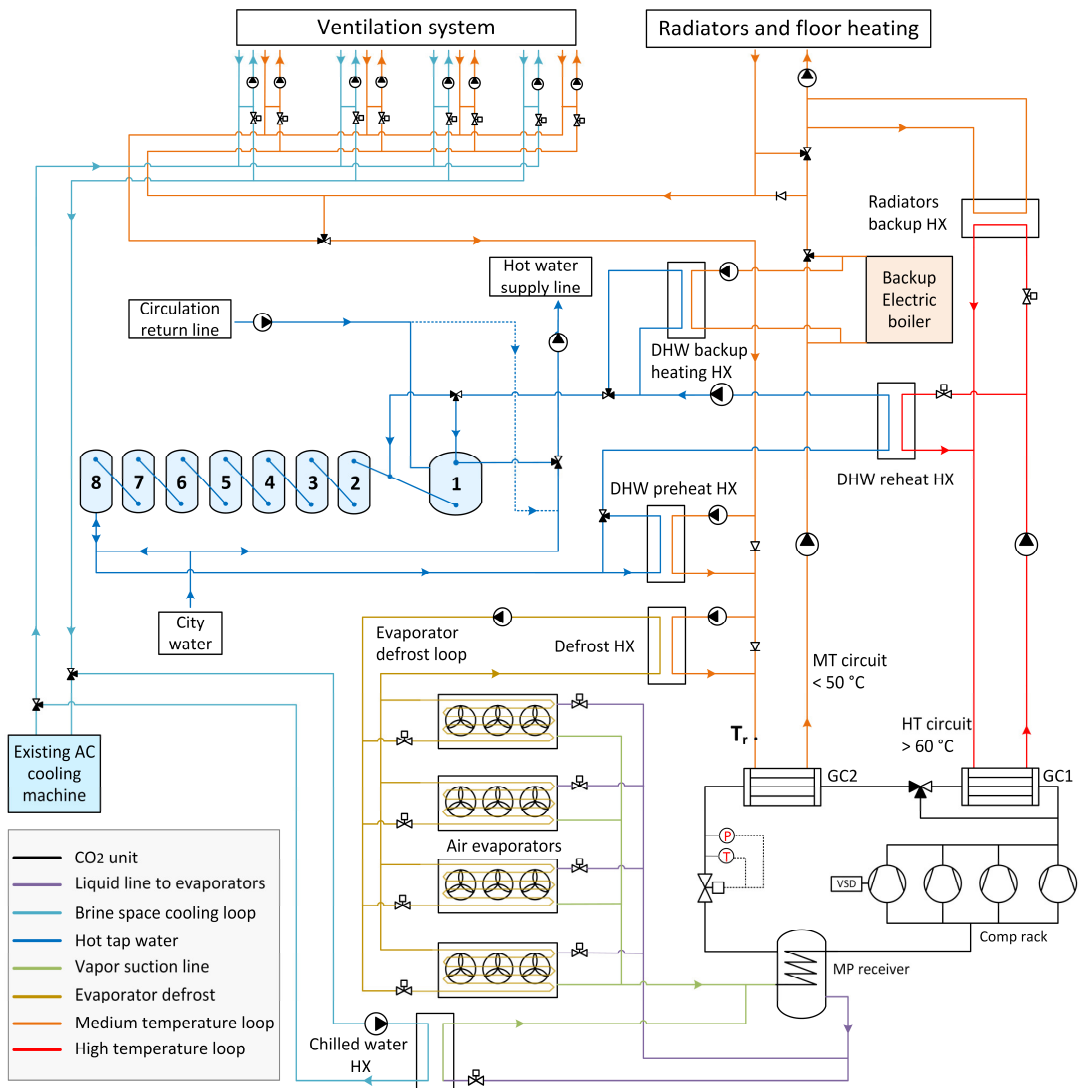 Ventilation system
Radiators and floor heating
Radiators
backup HX
Hot water
supply line
Backup
Electric
boiler
Circulation
return line
DHW backup
heating HX
8
7
6
5
4
3
2
1
DHW preheat HX
DHW reheat HX
City
water
Evaporator
defrost loop
Defrost HX
MT circuit
< 50 °C
HT circuit
> 60 °C
Tr
GC2
GC1
Existing AC
cooling
machine
P
T
Air evaporators
VSD
Comp rack
MP receiver
Chilled water
HX
CO2 unit
Liquid line to evaporators
Brine space cooling loop
Hot tap water
Vapor suction line
Evaporator defrost
Medium temperature loop
High temperature loop